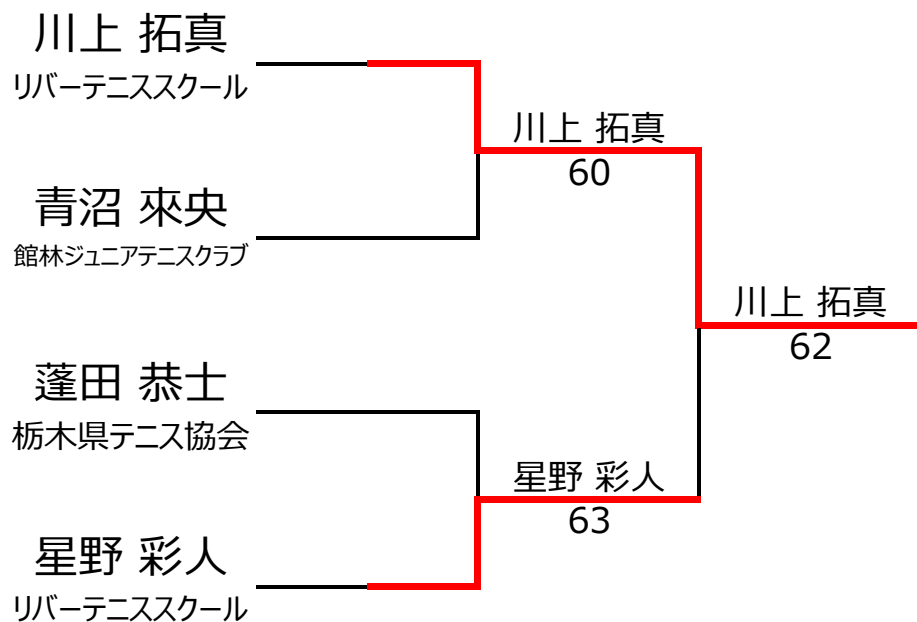 川上 拓真
リバーテニススクール
川上 拓真
60
青沼 來央
館林ジュニアテニスクラブ
川上 拓真
62
蓬田 恭士
栃木県テニス協会
星野 彩人
63
星野 彩人
リバーテニススクール